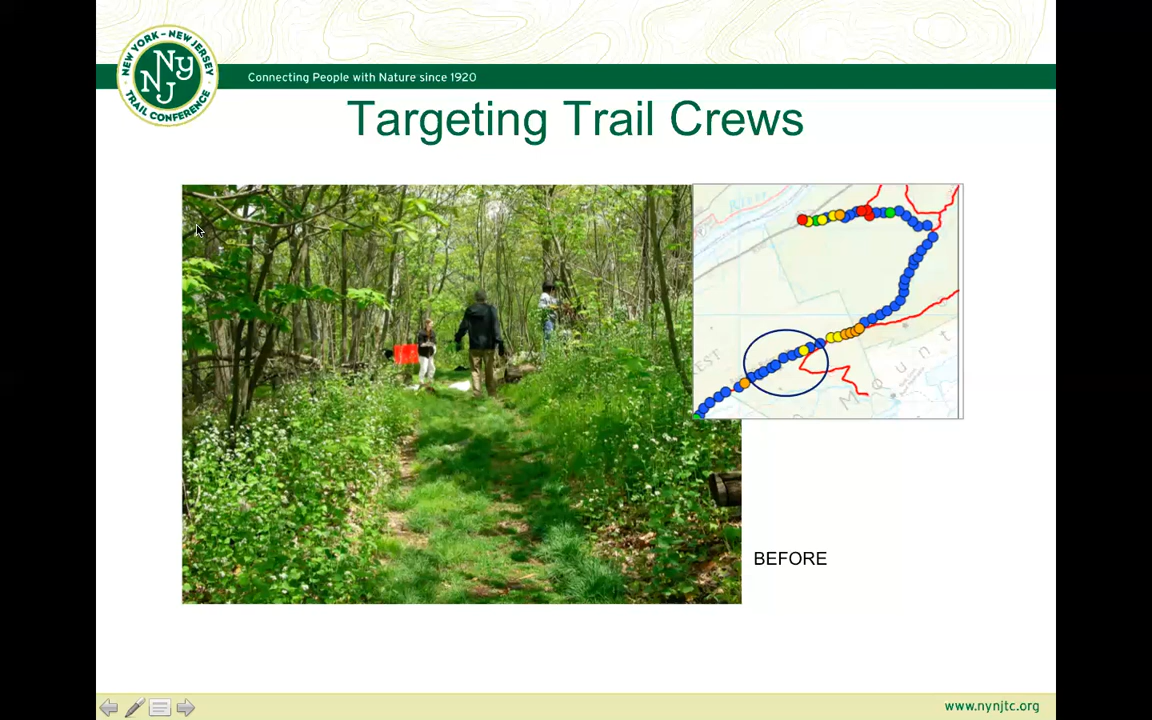 NEW YORK – NEW JERSEY
NY
NJ
TRAIL CONFERENCE
Connecting People with Nature since 1920
Targeting Trail Crews
BEFORE
www.nynjtc.org